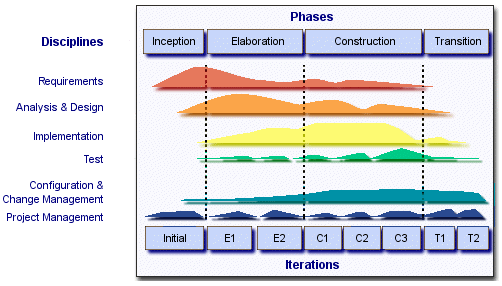 Phases
Disciplines
Inception Elaboration Construction Transition
Requirements
Analysis & Design
Implementation
Test
Configuration &
Change Management
Project Management
Initial E1 E2 C1 C2 C3 T1 T2
Iterations